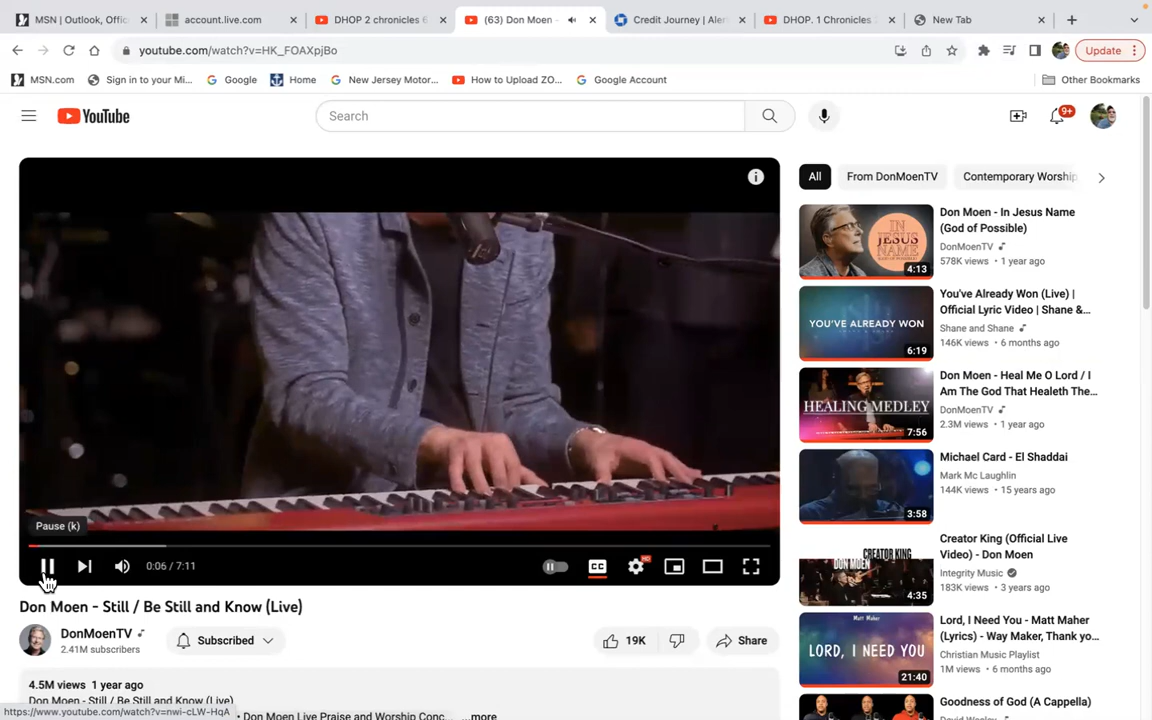 MSN | Outlook, Offic
account.live.com
DHOP 2 chronicles 6
(63) Don Moen -
Credit Journey | Aler
DHOP. 1 Chronicles
New Tab
youtube.com/watch?v=HK_FOAXpjBo
Update
MSN.com
Sign in to your Mi...
Google
Home
New Jersey Motor...
How to Upload ZO...
Google Account
Other Bookmarks
YouTube
Search
9+
All
From DonMoenTV
Contemporary Worship
Don Moen - In Jesus Name
(God of Possible)
DonMoenTV
578K views • 1 year ago
IN
JESUS
NAME
4:13
You've Already Won (Live) |
Official Lyric Video | Shane &...
Shane and Shane
146K views • 6 months ago
YOU'VE ALREADY WON
6:19
Don Moen - Heal Me O Lord / I
Am The God That Healeth The...
DonMoenTV
2.3M views • 1 year ago
HEALING MEDLEY
7:56
Michael Card - El Shaddai
Mark Mc Laughlin
144K views • 15 years ago
3:58
Creator King (Official Live
Video) - Don Moen
Integrity Music
183K views • 3 years ago
CREATOR KING
DON MOEN
4:35
Lord, I Need You - Matt Maher
(Lyrics) - Way Maker, Thank yo...
Christian Music Playlist
1M views • 6 months ago
Matt Maher
LORD, I NEED YOU
21:40
Goodness of God (A Capella)
Pause (k)
0:06 / 7:11
CC
HD
Don Moen - Still / Be Still and Know (Live)
DonMoenTV
2.41M subscribers
Subscribed
19K
Share
4.5M views 1 year ago
Don Moen - Still / Be Still and Know (Live)
• Don Moen Live Praise and Worship Conc... ...more
https://www.youtube.com/watch?v=nwi-cLW-HqA